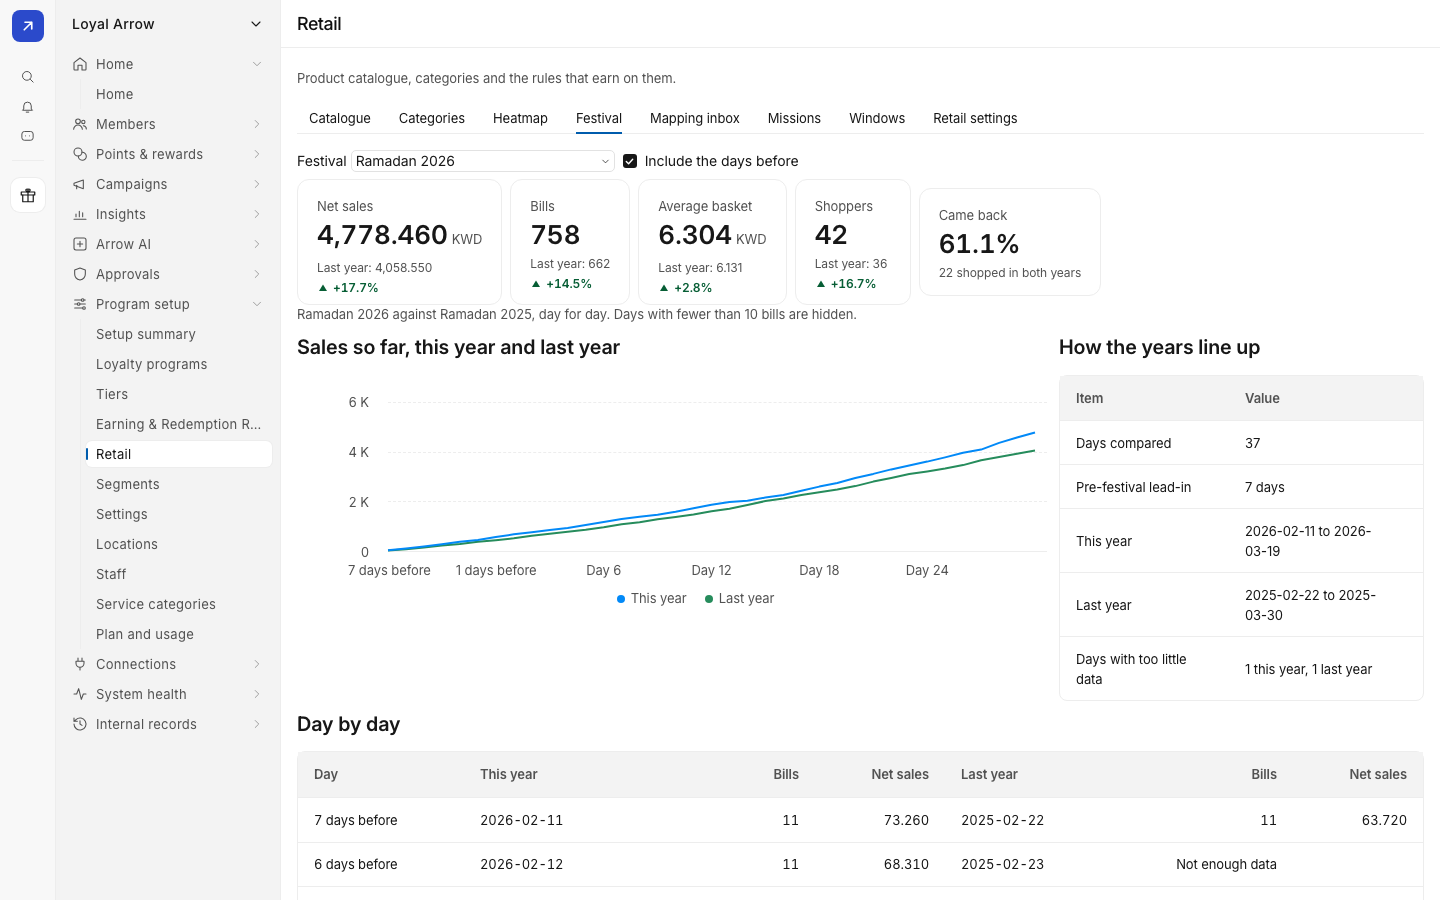 Loyal Arrow
Home
Home
Members
Points & rewards
Campaigns
Insights
Arrow AI
Approvals
Program setup
Setup summary
Loyalty programs
Tiers
Earning & Redemption R...
Retail
Segments
Settings
Locations
Staff
Service categories
Plan and usage
Connections
System health
Internal records
Retail
Product catalogue, categories and the rules that earn on them.
Catalogue Categories Heatmap Festival Mapping inbox Missions Windows Retail settings
Festival Ramadan 2026 Include the days before
Net sales
4,778.460 KWD
Last year: 4,058.550
▲ +17.7%
Bills
758
Last year: 662
▲ +14.5%
Average basket
6.304 KWD
Last year: 6.131
▲ +2.8%
Shoppers
42
Last year: 36
▲ +16.7%
Came back
61.1%
22 shopped in both years
Ramadan 2026 against Ramadan 2025, day for day. Days with fewer than 10 bills are hidden.
Sales so far, this year and last year
6 K
4 K
2 K
0
7 days before 1 days before Day 6 Day 12 Day 18 Day 24
This year Last year
How the years line up
Item Value
Days compared 37
Pre-festival lead-in 7 days
This year 2026-02-11 to 2026-
03-19
Last year 2025-02-22 to 2025-
03-30
Days with too little
data 1 this year, 1 last year
Day by day
Day This year Bills Net sales Last year Bills Net sales
7 days before 2026-02-11 11 73.260 2025-02-22 11 63.720
6 days before 2026-02-12 11 68.310 2025-02-23 Not enough data